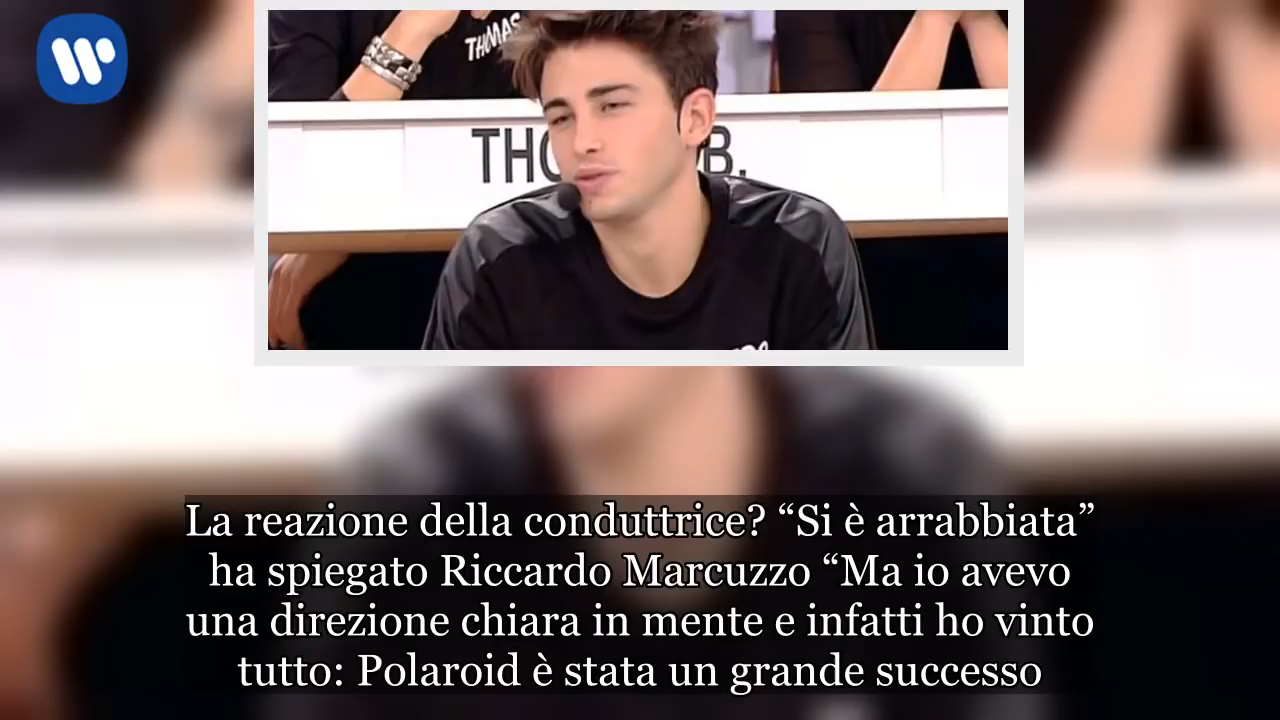 THOMAS
THO B.
La reazione della conduttrice? “Si è arrabbiata”
ha spiegato Riccardo Marcuzzo “Ma io avevo
una direzione chiara in mente e infatti ho vinto
tutto: Polaroid è stata un grande successo